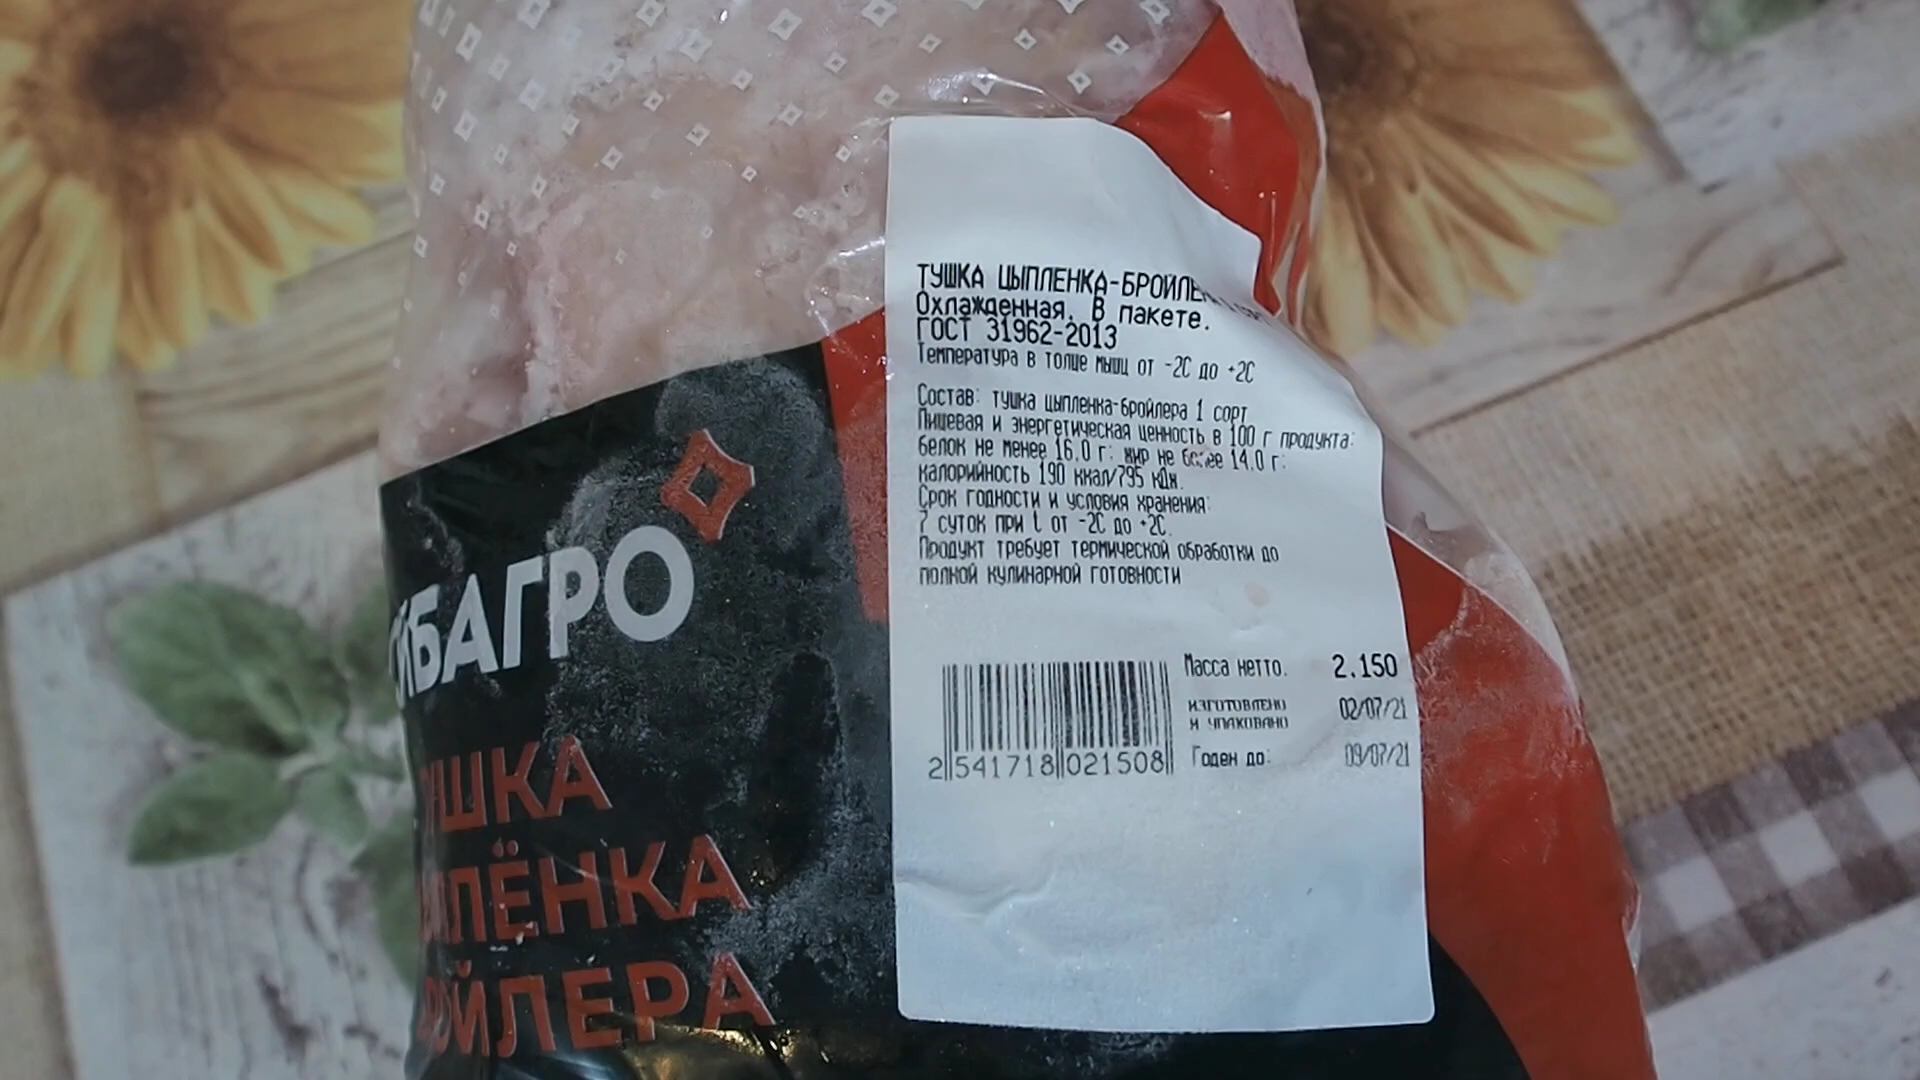 ТУШКА ЦЫПЛЕНКА-БРОЙЛЕ
Охлажденная. В пакете.
ГОСТ 31962-2013
Температура в толще мышц от -2С до +2С
Состав: тушка цыпленка-бройлера 1 сорт
Пищевая и энергетическая ценность в 100 г продукта:
белок не менее 16.0 г; жир не более 14.0 г;
калорийность 190 ккал/795 кДж.
Срок годности и условия хранения:
7 суток при t от -2С до +2С.
Продукт требует термической обработки до
полной кулинарной готовности
Масса нетто. 2.150
ИЗГОТОВЛЕНО И УПАКОВАНО 02/07/21
Годен до: 09/07/21
2 541718 021508
ИБАГРО
УШКА
ПЛЁНКА
РОЙЛЕРА